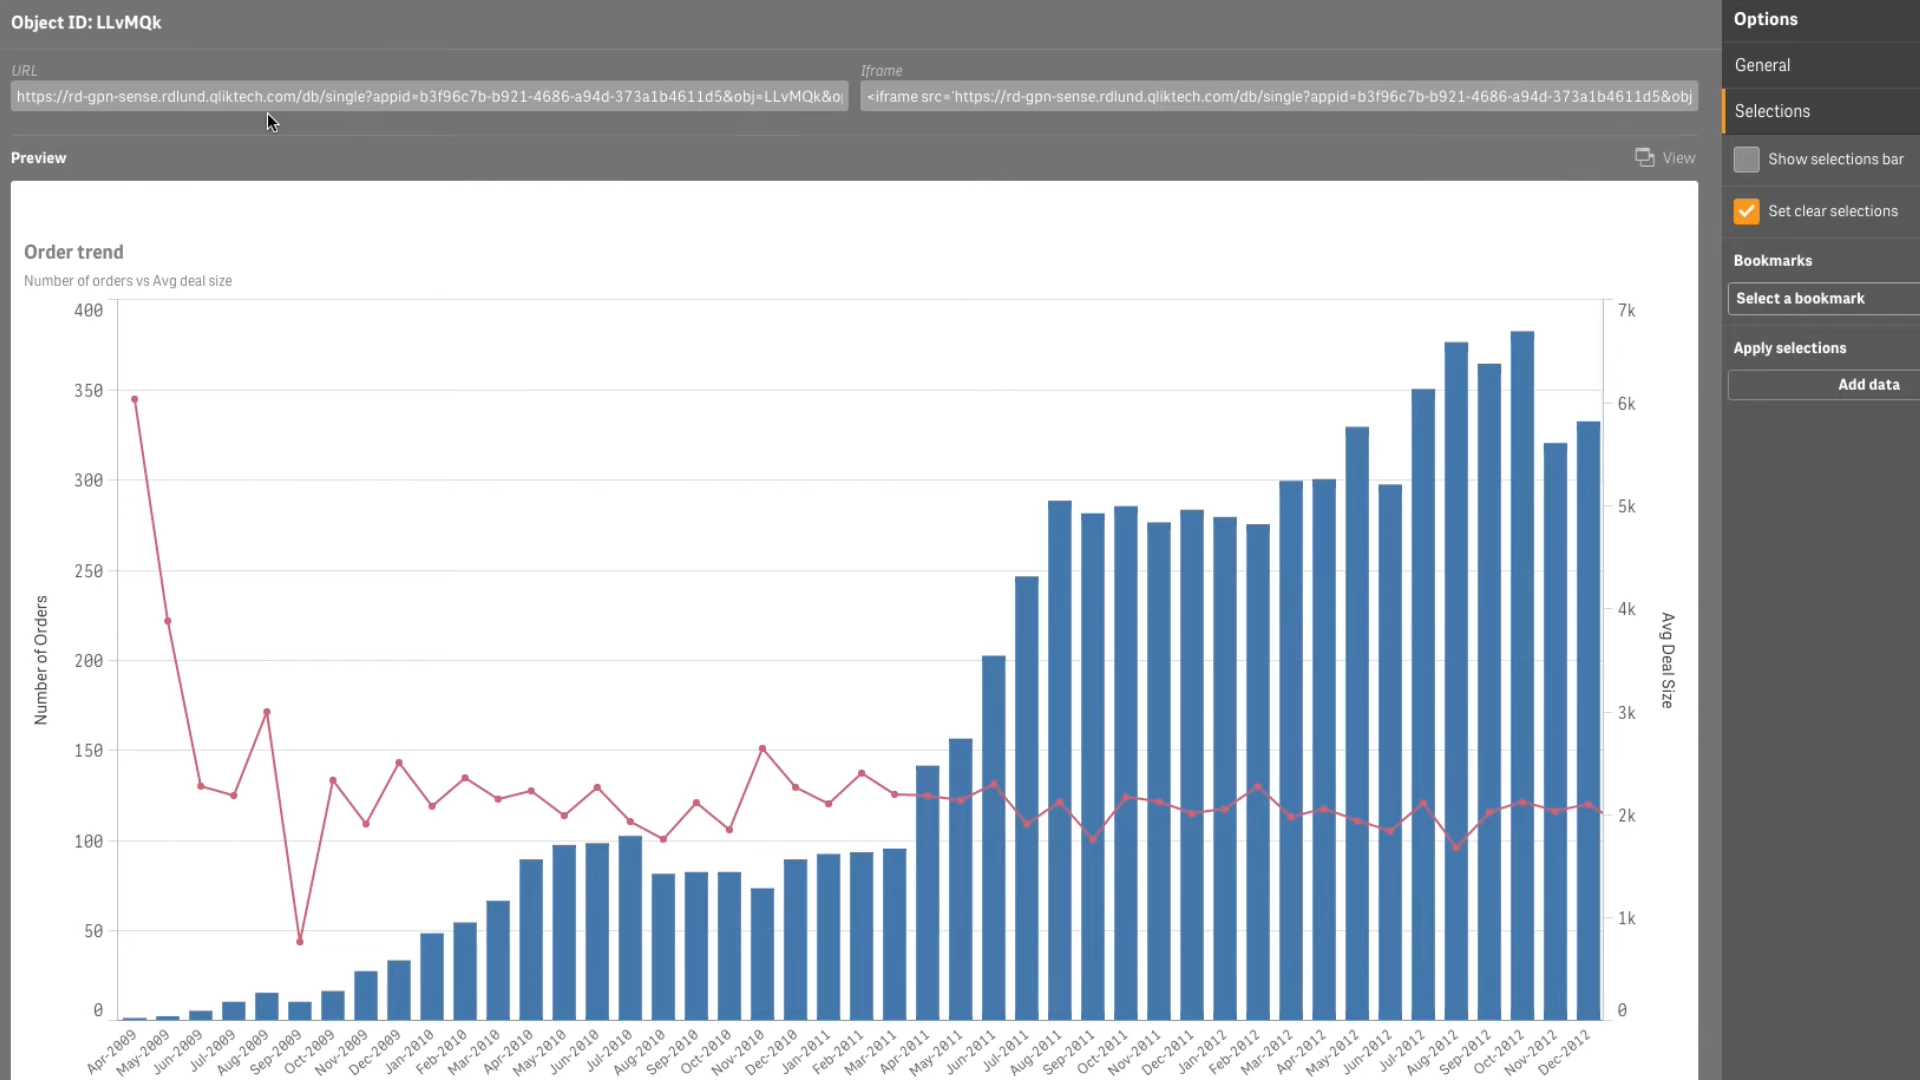 Object ID: LLvMQk
URL
https://rd-gpn-sense.rdlund.qliktech.com/db/single?appid=b3f96c7b-b921-4686-a94d-373a1b4611d5&obj=LLvMQk&o
Iframe
<iframe src='https://rd-gpn-sense.rdlund.qliktech.com/db/single?appid=b3f96c7b-b921-4686-a94d-373a1b4611d5&obj
Preview
View
Order trend
Number of orders vs Avg deal size
Number of Orders
400
350
300
250
200
150
100
50
0
7k
6k
5k
4k
3k
2k
1k
0
Avg Deal Size
Apr-2009
May-2009
Jun-2009
Jul-2009
Aug-2009
Sep-2009
Oct-2009
Nov-2009
Dec-2009
Jan-2010
Feb-2010
Mar-2010
Apr-2010
May-2010
Jun-2010
Jul-2010
Aug-2010
Sep-2010
Oct-2010
Nov-2010
Dec-2010
Jan-2011
Feb-2011
Mar-2011
Apr-2011
May-2011
Jun-2011
Jul-2011
Aug-2011
Sep-2011
Oct-2011
Nov-2011
Dec-2011
Jan-2012
Feb-2012
Mar-2012
Apr-2012
May-2012
Jun-2012
Jul-2012
Aug-2012
Sep-2012
Oct-2012
Nov-2012
Dec-2012
Options
General
Selections
Show selections bar
Set clear selections
Bookmarks
Select a bookmark
Apply selections
Add data